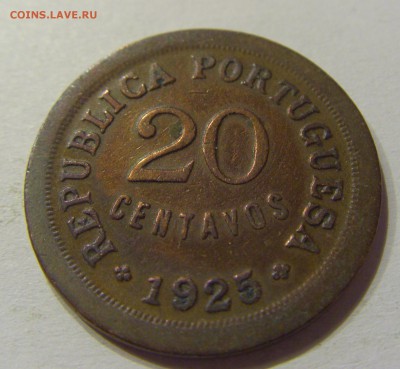 COINS.LAVE.RU
REPUBLICA PORTUGUESA
20
CENTAVOS
* 1925 *